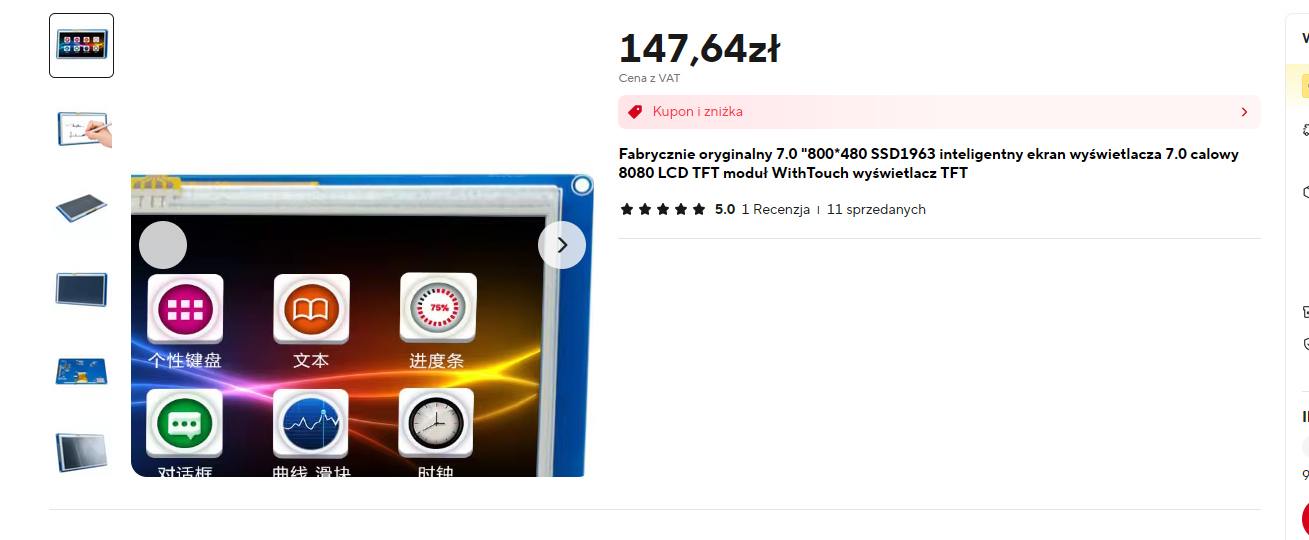 147,64zł
Cena z VAT
Kupon i zniżka
Fabrycznie oryginalny 7.0 "800*480 SSD1963 inteligentny ekran wyświetlacza 7.0 calowy
8080 LCD TFT moduł WithTouch wyświetlacz TFT
5.0 1 Recenzja 11 sprzedanych
75%
个性键盘 文本 进度条
对话框 曲线 滑块 时钟